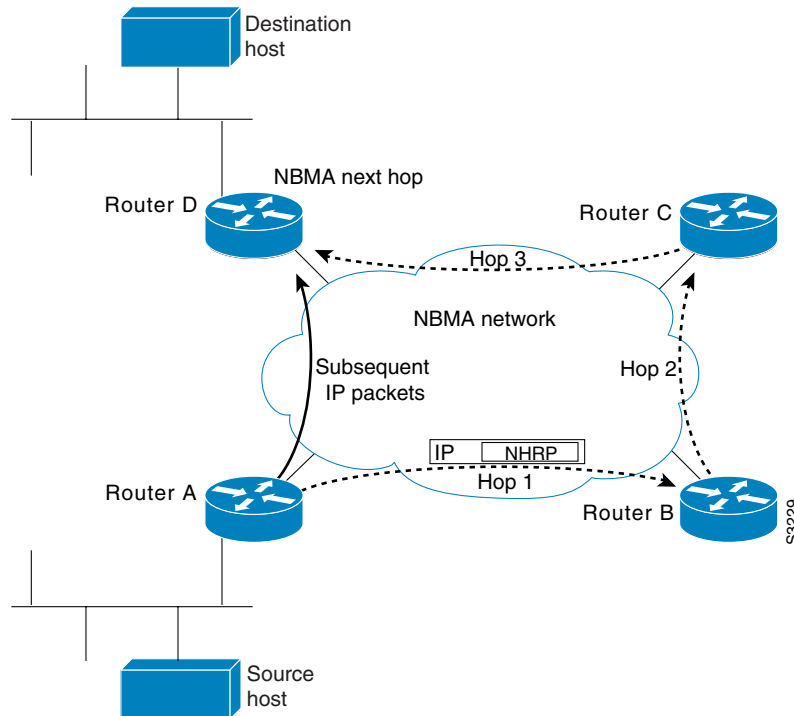 Destination
host
NBMA next hop
Router D
Router C
Hop 3
NBMA network
Subsequent
IP packets
Hop 2
IP
NHRP
Router A
Hop 1
Router B
S3229
Source
host